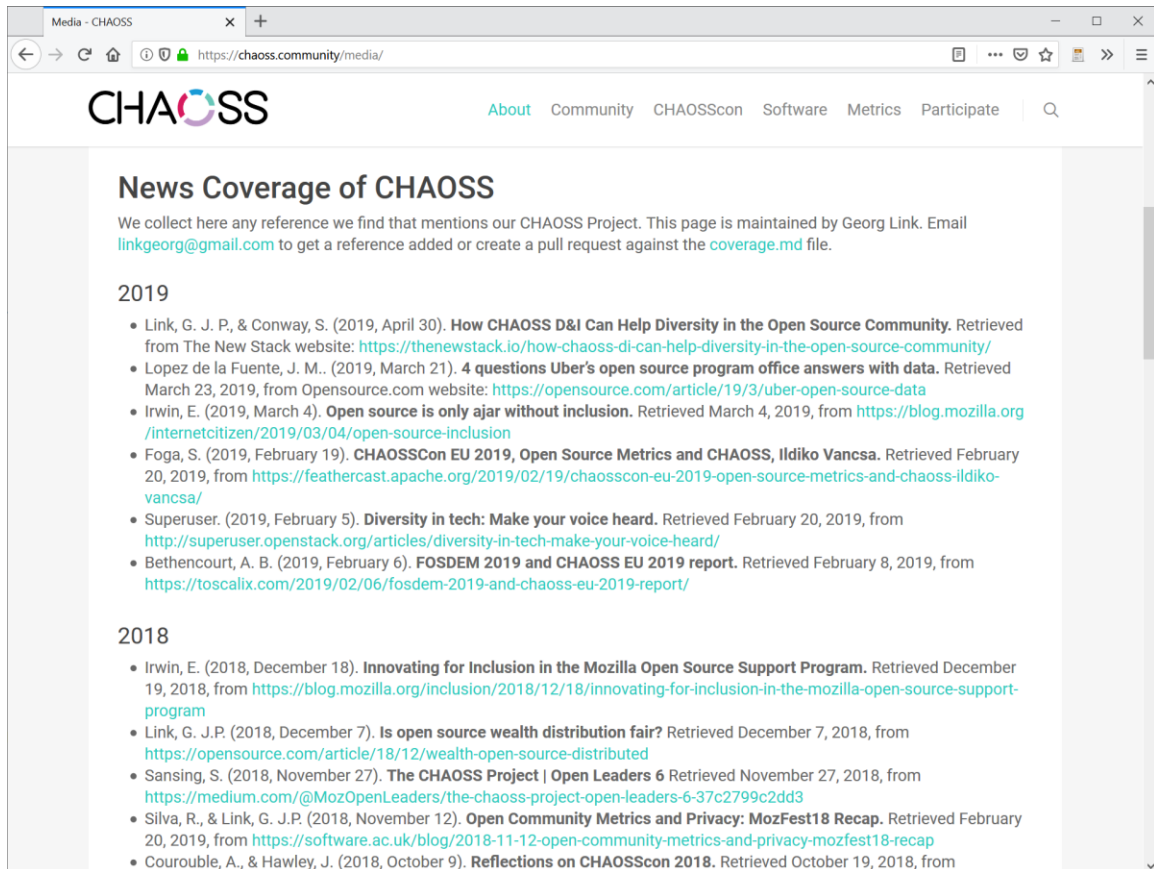 Media - CHAOSS
https://chaoss.community/media/
CHAOSS
About Community CHAOSScon Software Metrics Participate
News Coverage of CHAOSS
We collect here any reference we find that mentions our CHAOSS Project. This page is maintained by Georg Link. Email
linkgeorg@gmail.com to get a reference added or create a pull request against the coverage.md file.
2019
• Link, G. J. P., & Conway, S. (2019, April 30). How CHAOSS D&I Can Help Diversity in the Open Source Community. Retrieved
from The New Stack website: https://thenewstack.io/how-chaoss-di-can-help-diversity-in-the-open-source-community/
• Lopez de la Fuente, J. M.. (2019, March 21). 4 questions Uber's open source program office answers with data. Retrieved
March 23, 2019, from Opensource.com website: https://opensource.com/article/19/3/uber-open-source-data
• Irwin, E. (2019, March 4). Open source is only ajar without inclusion. Retrieved March 4, 2019, from https://blog.mozilla.org
/internetcitizen/2019/03/04/open-source-inclusion
• Foga, S. (2019, February 19). CHAOSSCon EU 2019, Open Source Metrics and CHAOSS, Ildiko Vancsa. Retrieved February
20, 2019, from https://feathercast.apache.org/2019/02/19/chaosscon-eu-2019-open-source-metrics-and-chaoss-ildiko-
vancsa/
• Superuser. (2019, February 5). Diversity in tech: Make your voice heard. Retrieved February 20, 2019, from
http://superuser.openstack.org/articles/diversity-in-tech-make-your-voice-heard/
• Bethencourt, A. B. (2019, February 6). FOSDEM 2019 and CHAOSS EU 2019 report. Retrieved February 8, 2019, from
https://toscalix.com/2019/02/06/fosdem-2019-and-chaoss-eu-2019-report/
2018
• Irwin, E. (2018, December 18). Innovating for Inclusion in the Mozilla Open Source Support Program. Retrieved December
19, 2018, from https://blog.mozilla.org/inclusion/2018/12/18/innovating-for-inclusion-in-the-mozilla-open-source-support-
program
• Link, G. J.P. (2018, December 7). Is open source wealth distribution fair? Retrieved December 7, 2018, from
https://opensource.com/article/18/12/wealth-open-source-distributed
• Sansing, S. (2018, November 27). The CHAOSS Project | Open Leaders 6 Retrieved November 27, 2018, from
https://medium.com/@MozOpenLeaders/the-chaoss-project-open-leaders-6-37c2799c2dd3
• Silva, R., & Link, G. J.P. (2018, November 12). Open Community Metrics and Privacy: MozFest18 Recap. Retrieved February
20, 2019, from https://software.ac.uk/blog/2018-11-12-open-community-metrics-and-privacy-mozfest18-recap
• Courouble, A., & Hawley, J. (2018, October 9). Reflections on CHAOSScon 2018. Retrieved October 19, 2018, from